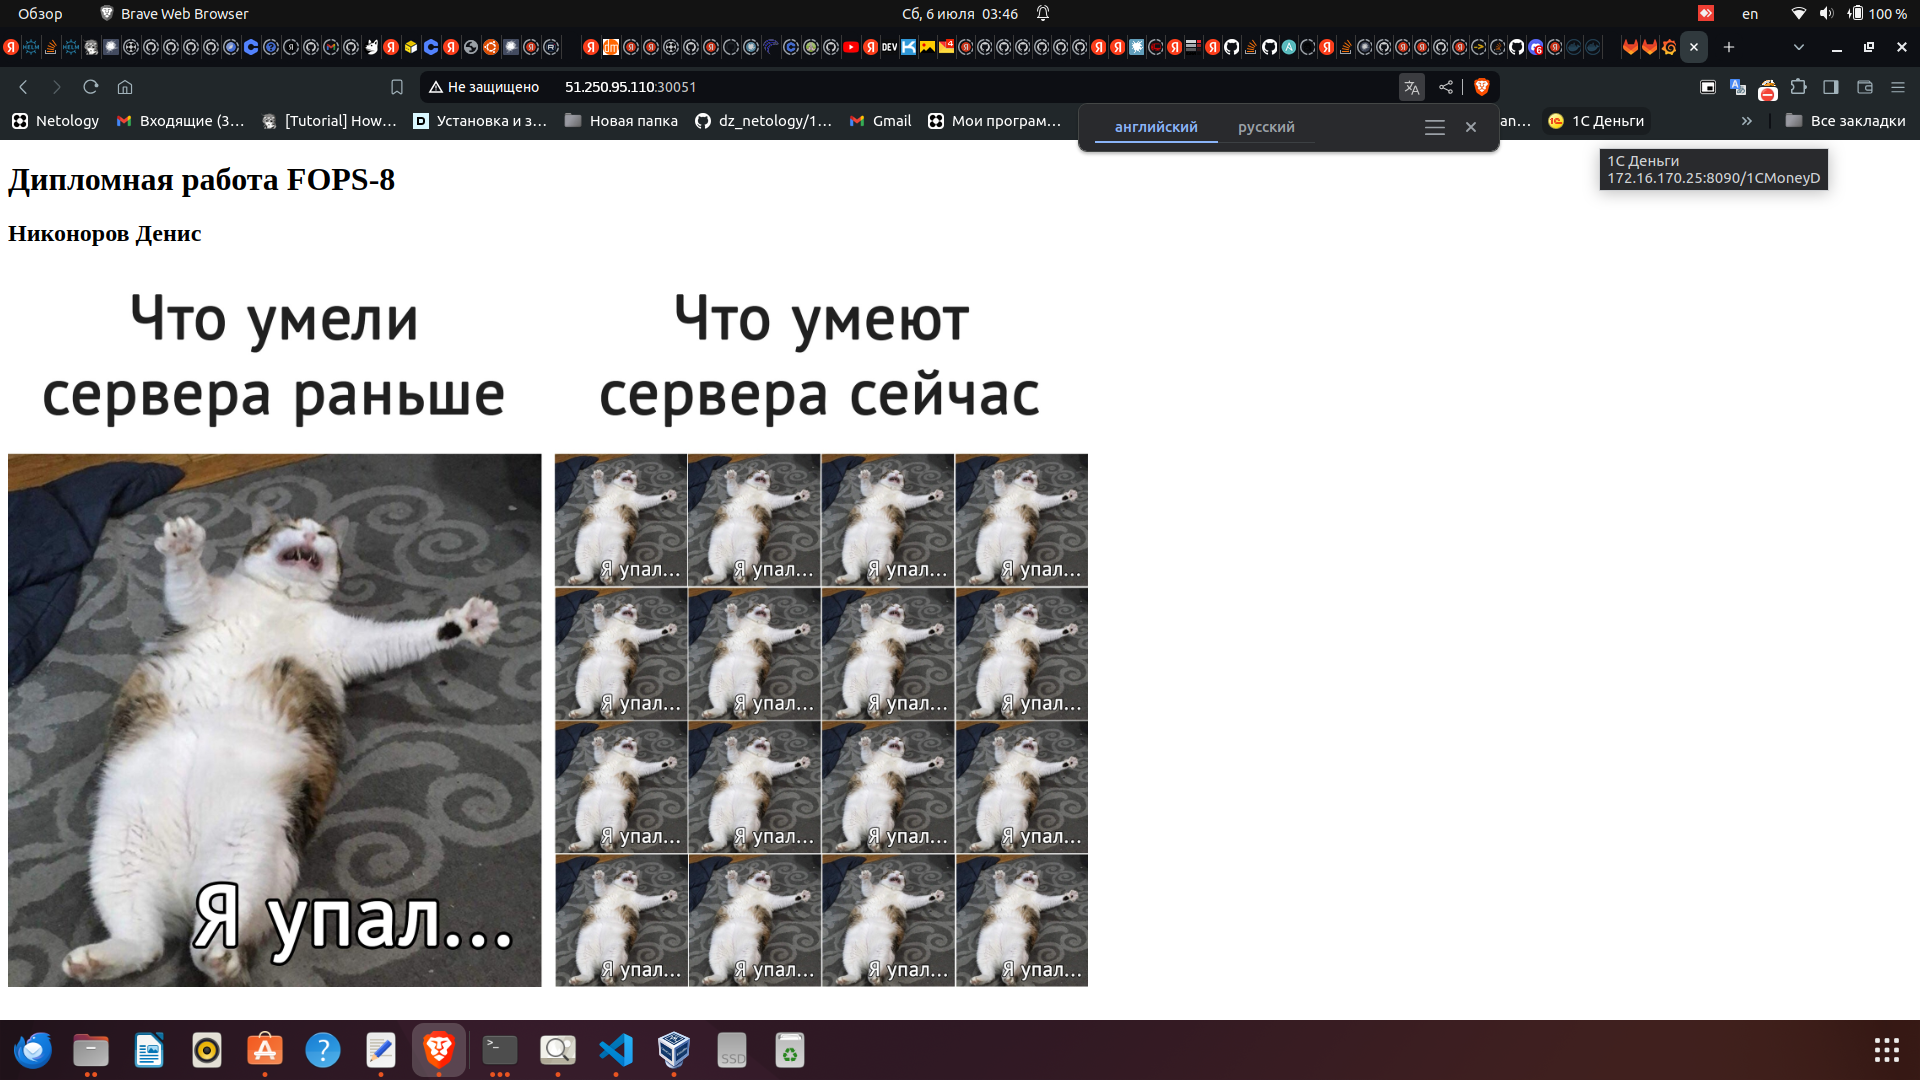 Обзор
Brave Web Browser
Сб, 6 июля 03:46
en
100 %
DEV
Не защищено
51.250.95.110:30051
Netology
Входящие (3...
[Tutorial] How...
Установка и з...
Новая папка
dz_netology/1...
Gmail
Мои програм...
an...
1С Деньги
»
Все закладки
английский
русский
1С Деньги
172.16.170.25:8090/1CMoneyD
Дипломная работа FOPS-8
Никоноров Денис
Что умели
сервера раньше
Что умеют
сервера сейчас
Я упал...
Я упал... Я упал... Я упал... Я упал...
Я упал... Я упал... Я упал... Я упал...
Я упал... Я упал... Я упал... Я упал...
Я упал... Я упал... Я упал... Я упал...
SSD